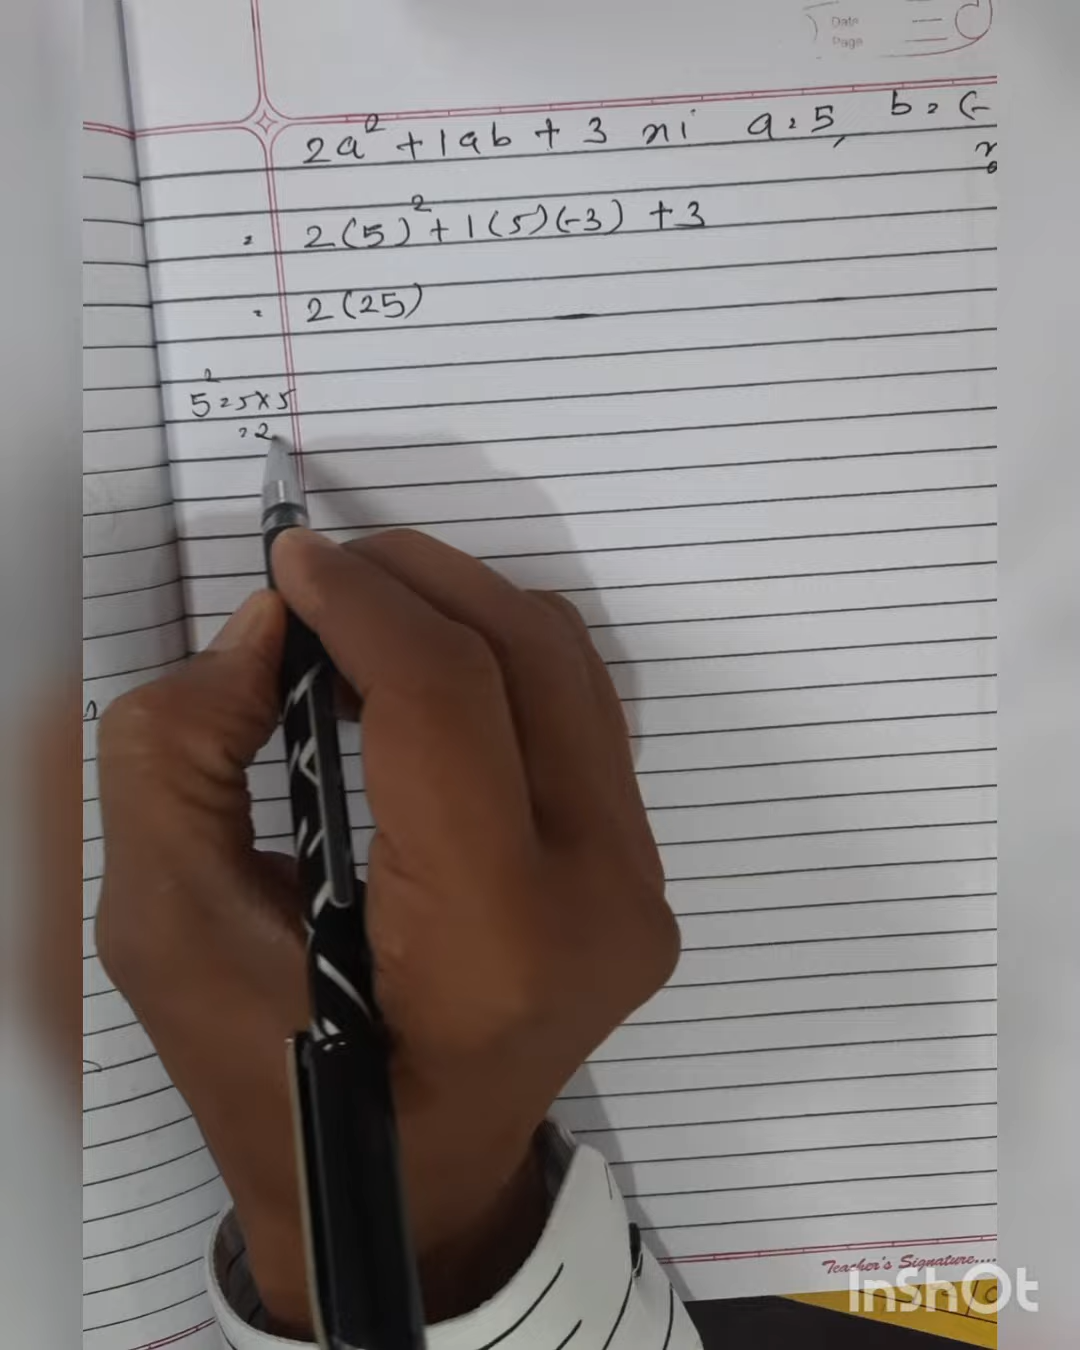 Date
Page
2a² + 1ab + 3 ni a = 5, b = (-
= 2(5)² + 1(5)(-3) + 3
= 2(25)
5² = 5 × 5
= 2
Teacher's Signature....
InShOt